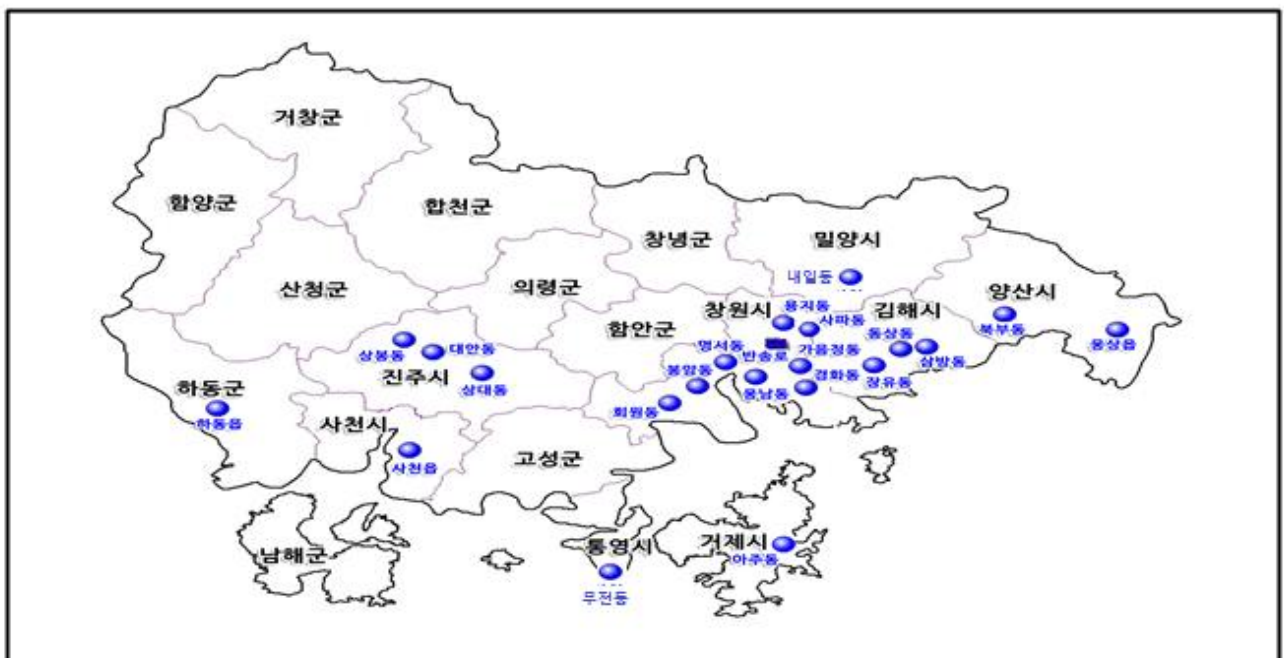 거창군
함양군
합천군
창녕군
밀양시
내일동
산청군
의령군
함안군
창원시
용지동
사파동
김해시
동상동
삼방동
양산시
북부동
웅상읍
상봉동
대안동
진주시
상대동
명서동
반송로
가음정동
봉암동
회원동
웅남동
경화동
장유동
하동군
하동읍
사천시
사천읍
고성군
남해군
통영시
무전동
거제시
아주동